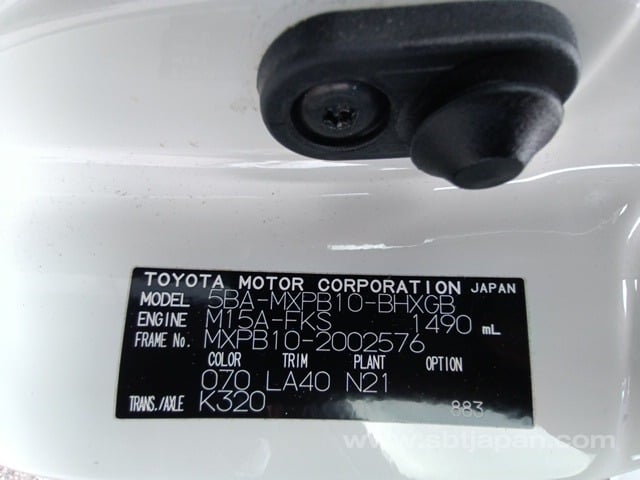 TOYOTA MOTOR CORPORATION JAPAN
MODEL 5BA-MXPB10-BHXGB
ENGINE M15A-FKS 1490 mL
FRAME No. MXPB10-2002576
COLOR TRIM PLANT OPTION
070 LA40 N21
TRANS./AXLE K320 883
www.sbtjapan.com